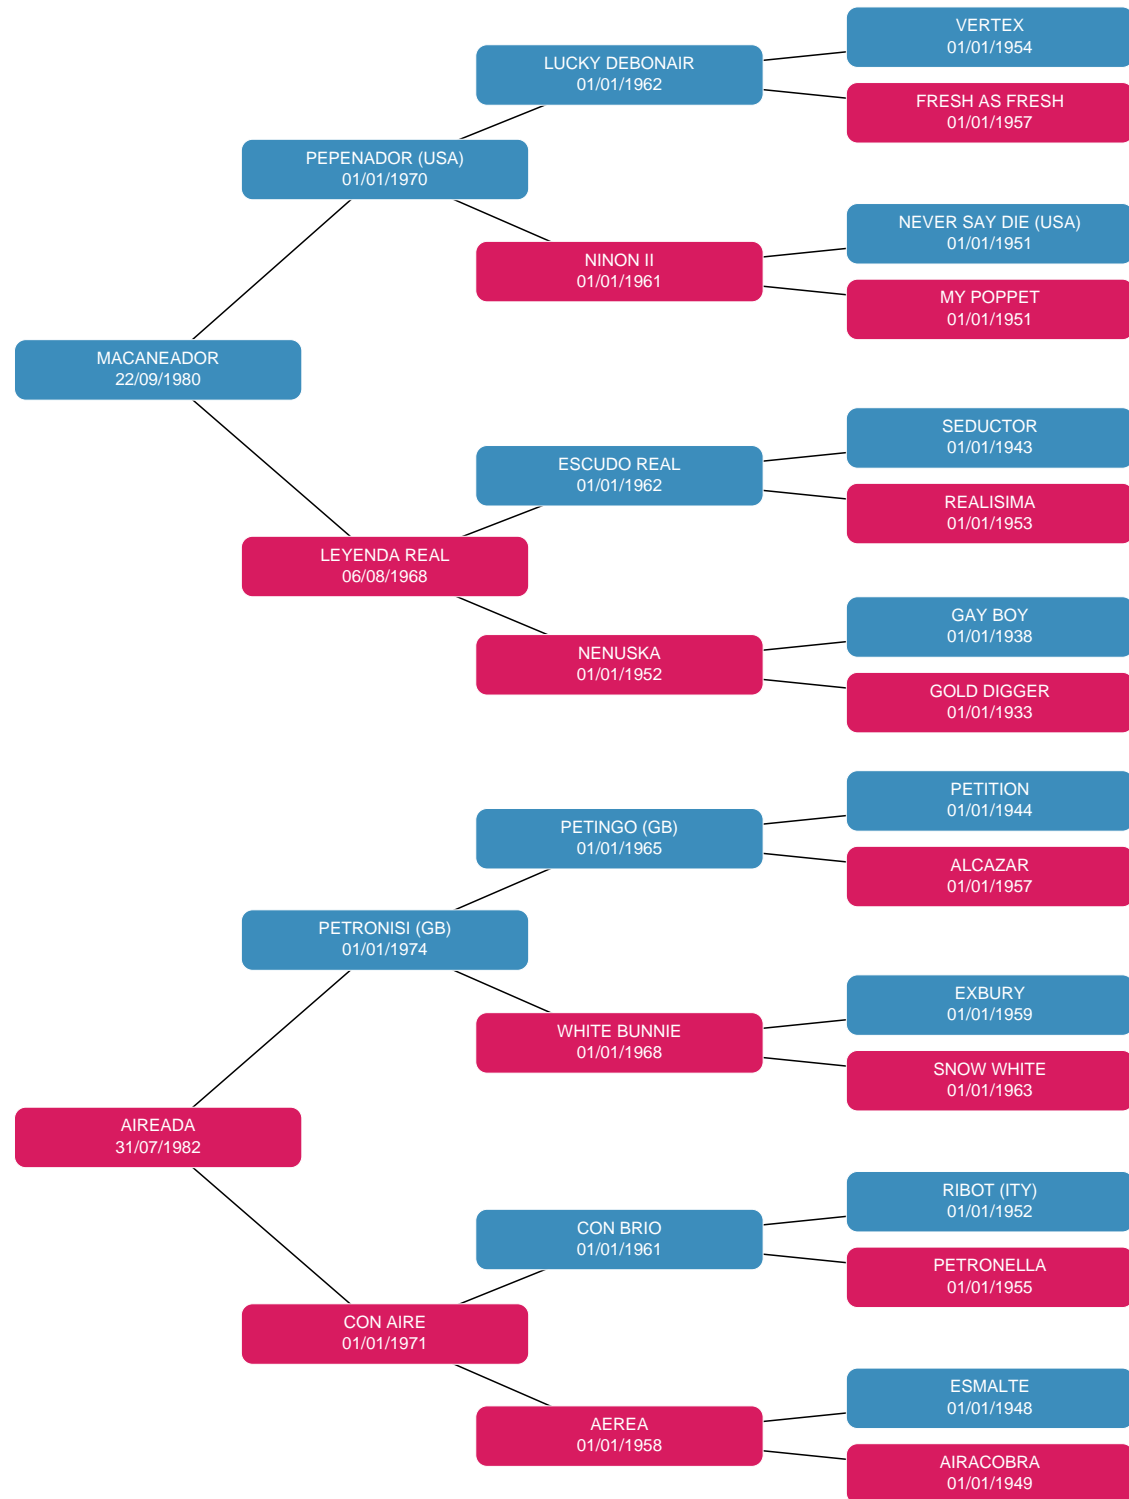 VERTEX
01/01/1954
LUCKY DEBONAIR
01/01/1962
FRESH AS FRESH
01/01/1957
PEPENADOR (USA)
01/01/1970
NEVER SAY DIE (USA)
01/01/1951
NINON II
01/01/1961
MY POPPET
01/01/1951
MACANEADOR
22/09/1980
SEDUCTOR
01/01/1943
ESCUDO REAL
01/01/1962
REALISIMA
01/01/1953
LEYENDA REAL
06/08/1968
GAY BOY
01/01/1938
NENUSKA
01/01/1952
GOLD DIGGER
01/01/1933
PETITION
01/01/1944
PETINGO (GB)
01/01/1965
ALCAZAR
01/01/1957
PETRONISI (GB)
01/01/1974
EXBURY
01/01/1959
WHITE BUNNIE
01/01/1968
SNOW WHITE
01/01/1963
AIREADA
31/07/1982
RIBOT (ITY)
01/01/1952
CON BRIO
01/01/1961
PETRONELLA
01/01/1955
CON AIRE
01/01/1971
ESMALTE
01/01/1948
AEREA
01/01/1958
AIRACOBRA
01/01/1949